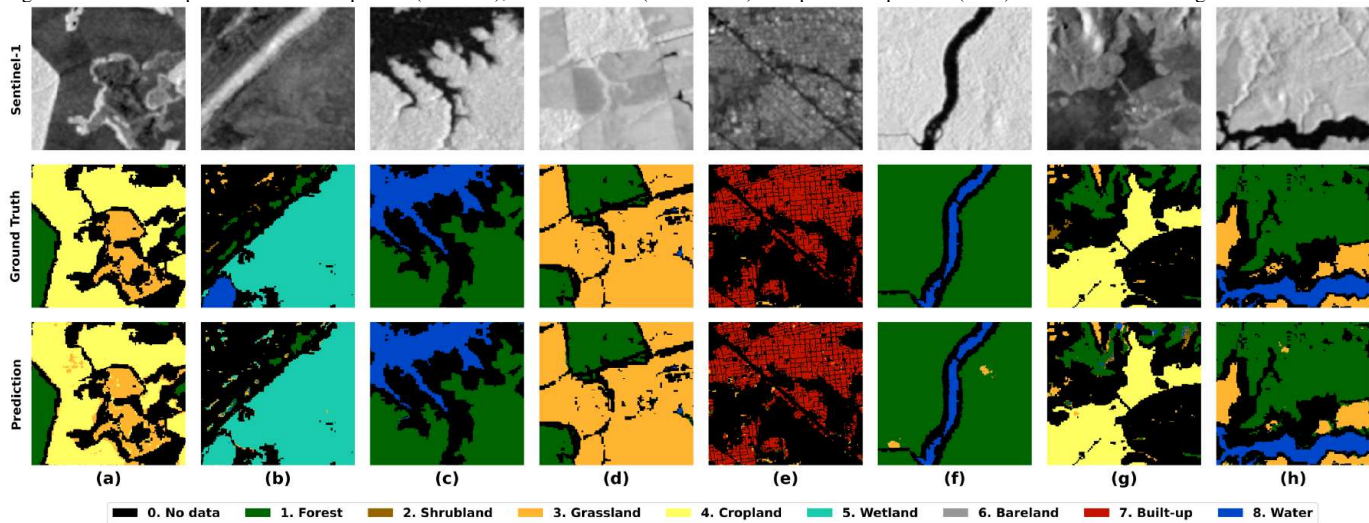 Sentinel-1
Ground Truth
Prediction
(a) (b) (c) (d) (e) (f) (g) (h)
0. No data 1. Forest 2. Shrubland 3. Grassland 4. Cropland 5. Wetland 6. Bareland 7. Built-up 8. Water